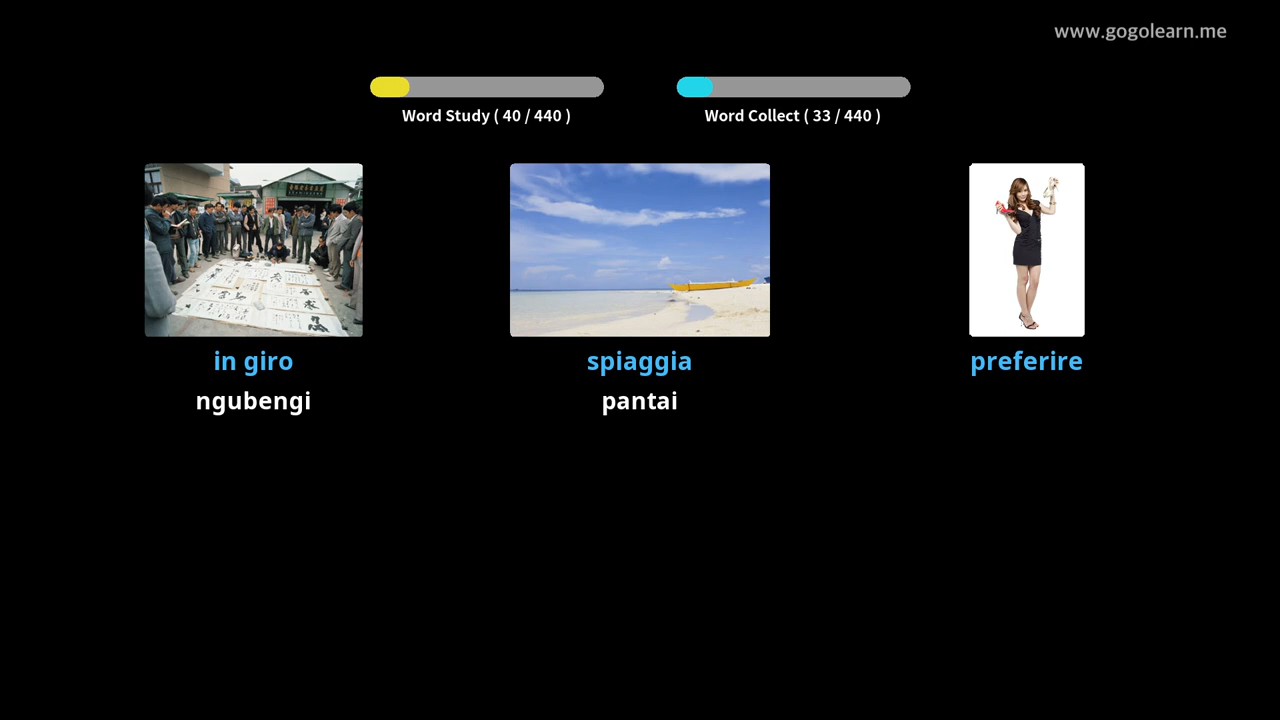 www.gogolearn.me
Word Study ( 40 / 440 )
Word Collect ( 33 / 440 )
in giro
spiaggia
preferire
ngubengi
pantai